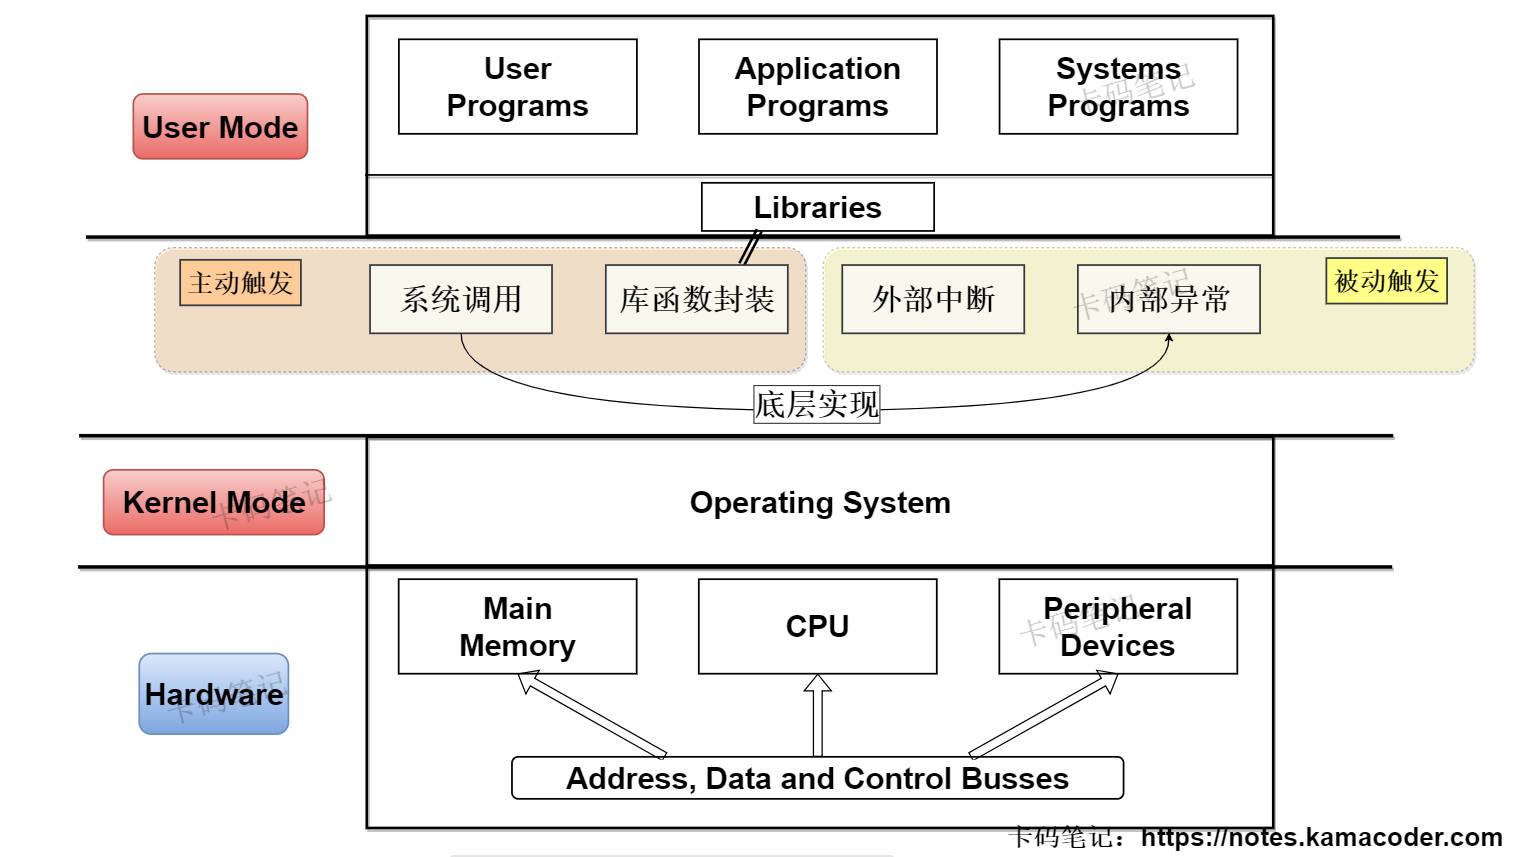 User
Programs
Application
Programs
Systems
Programs
卡码笔记
User Mode
Libraries
主动触发
系统调用
库函数封装
外部中断
内部异常
卡码笔记
被动触发
底层实现
Kernel Mode
卡码笔记
Operating System
Main
Memory
CPU
Peripheral
Devices
卡码笔记
Hardware
卡码笔记
Address, Data and Control Busses
卡码笔记：https://notes.kamacoder.com